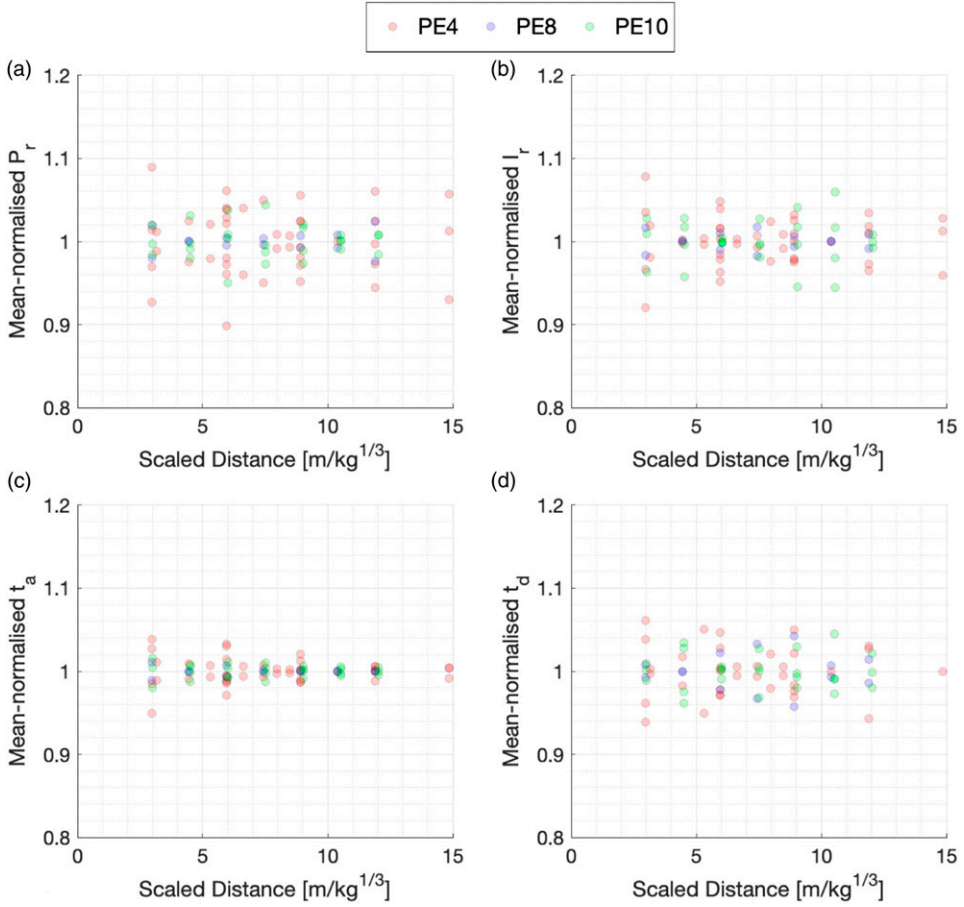 PE4 PE8 PE10
(a)
1.2
1.1
1
0.9
0.8
Mean-normalised P_r
0 5 10 15
Scaled Distance [m/kg^{1/3}]
(b)
1.2
1.1
1
0.9
0.8
Mean-normalised I_r
0 5 10 15
Scaled Distance [m/kg^{1/3}]
(c)
1.2
1.1
1
0.9
0.8
Mean-normalised t_a
0 5 10 15
Scaled Distance [m/kg^{1/3}]
(d)
1.2
1.1
1
0.9
0.8
Mean-normalised t_d
0 5 10 15
Scaled Distance [m/kg^{1/3}]